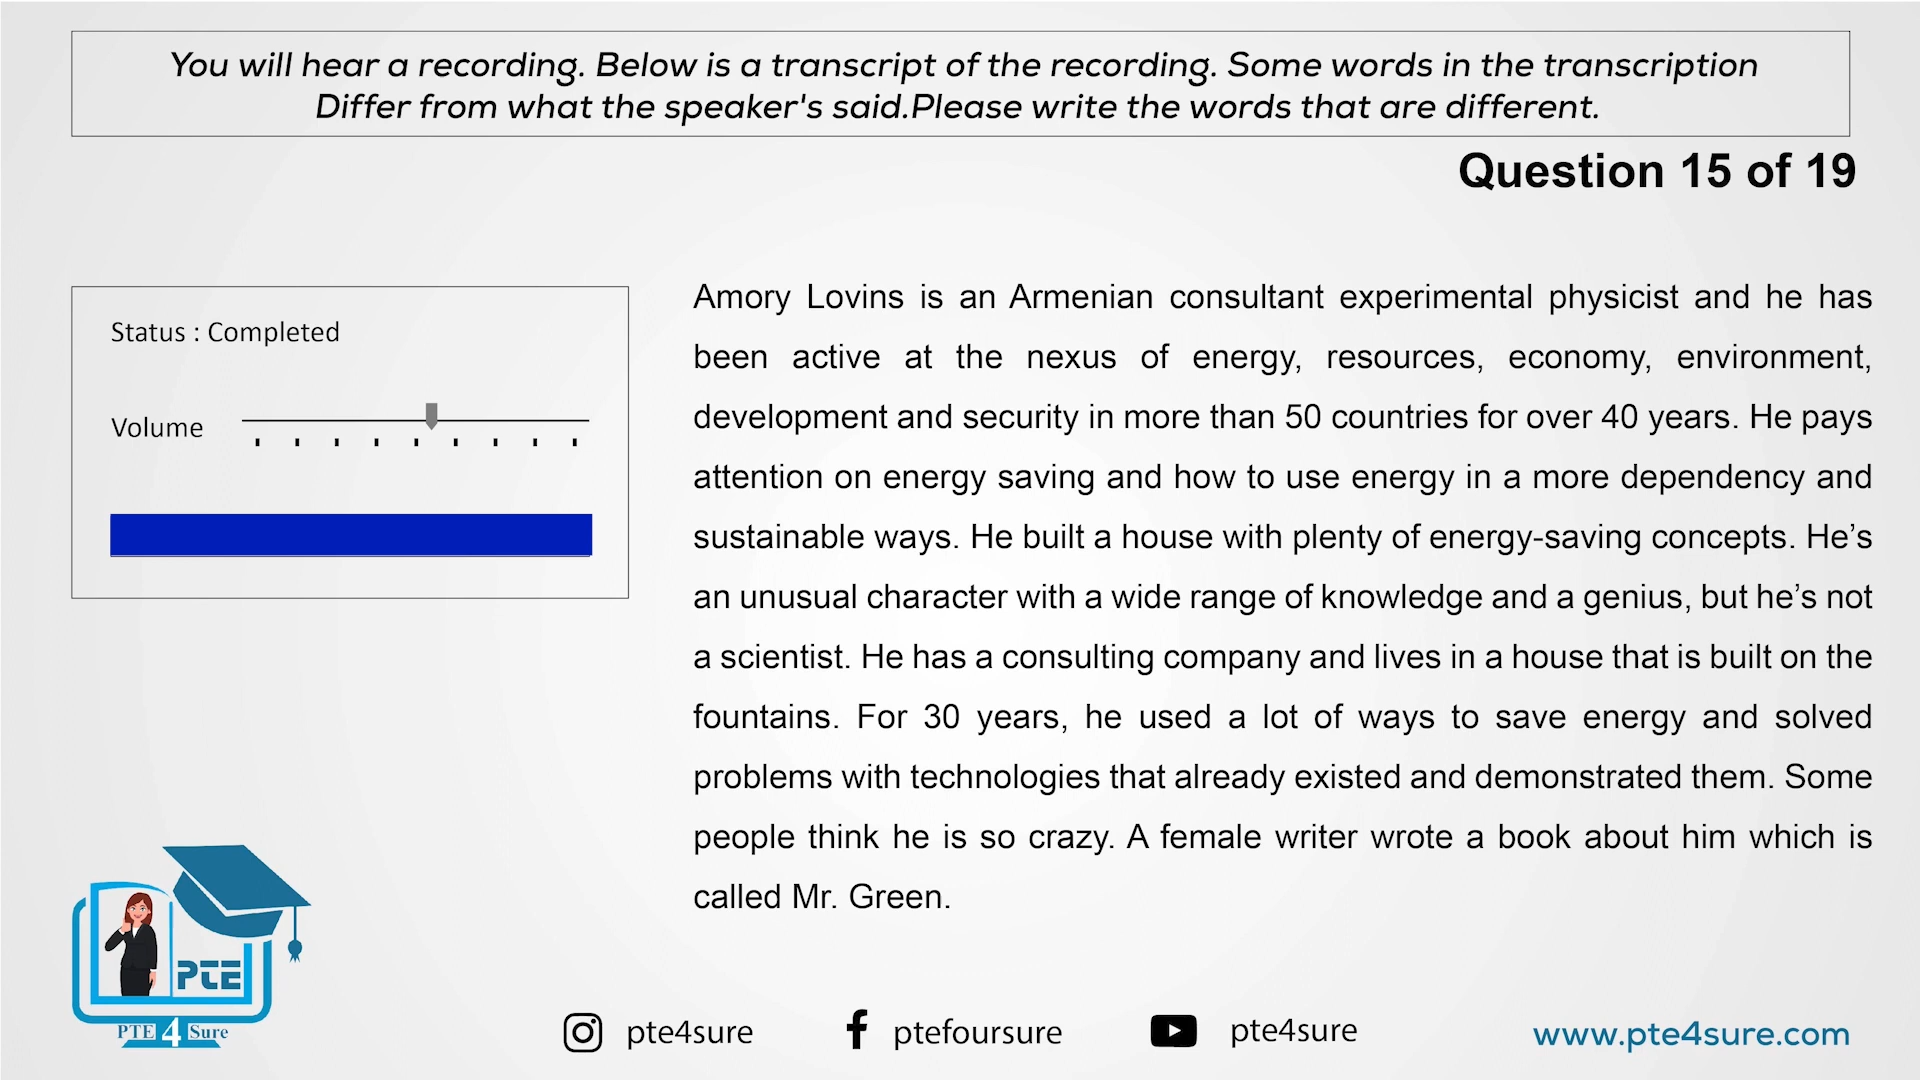 You will hear a recording. Below is a transcript of the recording. Some words in the transcription
Differ from what the speaker's said.Please write the words that are different.
Question 15 of 19
Status : Completed
Volume
Amory Lovins is an Armenian consultant experimental physicist and he has
been active at the nexus of energy, resources, economy, environment,
development and security in more than 50 countries for over 40 years. He pays
attention on energy saving and how to use energy in a more dependency and
sustainable ways. He built a house with plenty of energy-saving concepts. He’s
an unusual character with a wide range of knowledge and a genius, but he’s not
a scientist. He has a consulting company and lives in a house that is built on the
fountains. For 30 years, he used a lot of ways to save energy and solved
problems with technologies that already existed and demonstrated them. Some
people think he is so crazy. A female writer wrote a book about him which is
called Mr. Green.
PTE
PTE 4 Sure
pte4sure
ptefoursure
pte4sure
www.pte4sure.com